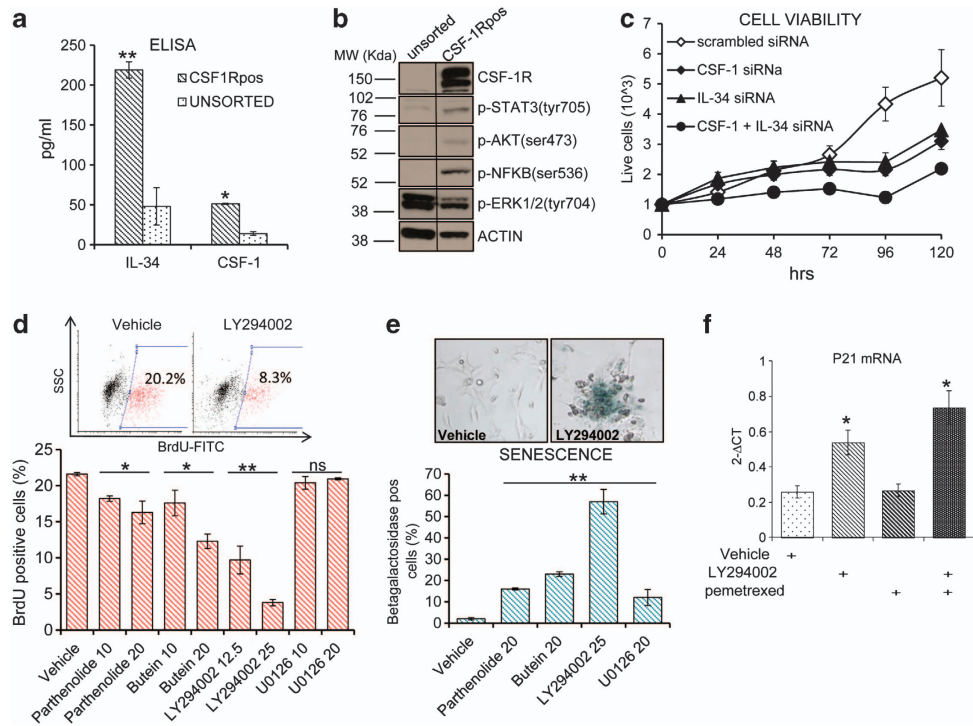 a
ELISA
CSF1Rpos
UNSORTED
**
*
pg/ml
250
200
150
100
50
0
IL-34
CSF-1
b
unsorted
CSF-1Rpos
MW (Kda)
150
102
76
76
52
52
38
38
CSF-1R
p-STAT3(tyr705)
p-AKT(ser473)
p-NFKB(ser536)
p-ERK1/2(tyr704)
ACTIN
c
CELL VIABILITY
scrambled siRNA
CSF-1 siRNa
IL-34 siRNA
CSF-1 + IL-34 siRNA
Live cells (10^3)
7
6
5
4
3
2
1
0
0 24 48 72 96 120
hrs
d
Vehicle
LY294002
SSC
20.2%
8.3%
BrdU-FITC
BrdU positive cells (%)
25
20
15
10
5
0
* * ** ns
Vehicle
Parthenolide 10
Parthenolide 20
Butein 10
Butein 20
LY294002 12.5
LY294002 25
U0126 10
U0126 20
e
Vehicle
LY294002
SENESCENCE
**
Betagalactosidase pos
cells (%)
70
60
50
40
30
20
10
0
Vehicle
Parthenolide 20
Butein 20
LY294002 25
U0126 20
f
P21 mRNA
2-ΔCT
1
0.8
0.6
0.4
0.2
0
*
*
Vehicle +
LY294002 + +
pemetrexed + +